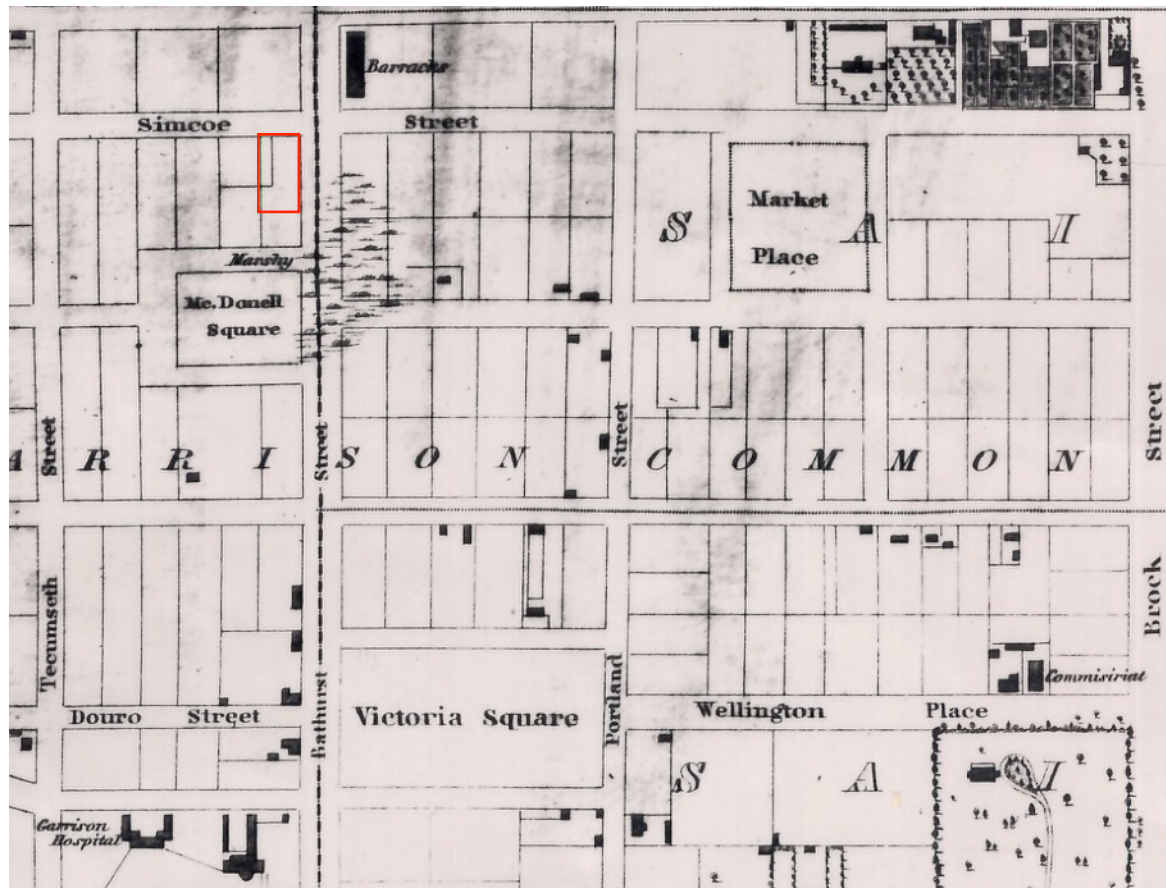 Barracks
Simcoe Street
Market
Place
S A I
Marshy
Mc. Donell
Square
Street
Street
Street
Street
A R R I S O N C O M M O N
Tecumseth
Bathurst
Portland
Brock
Commisiriat
Douro Street
Victoria Square
Wellington Place
S A I
Garrison
Hospital